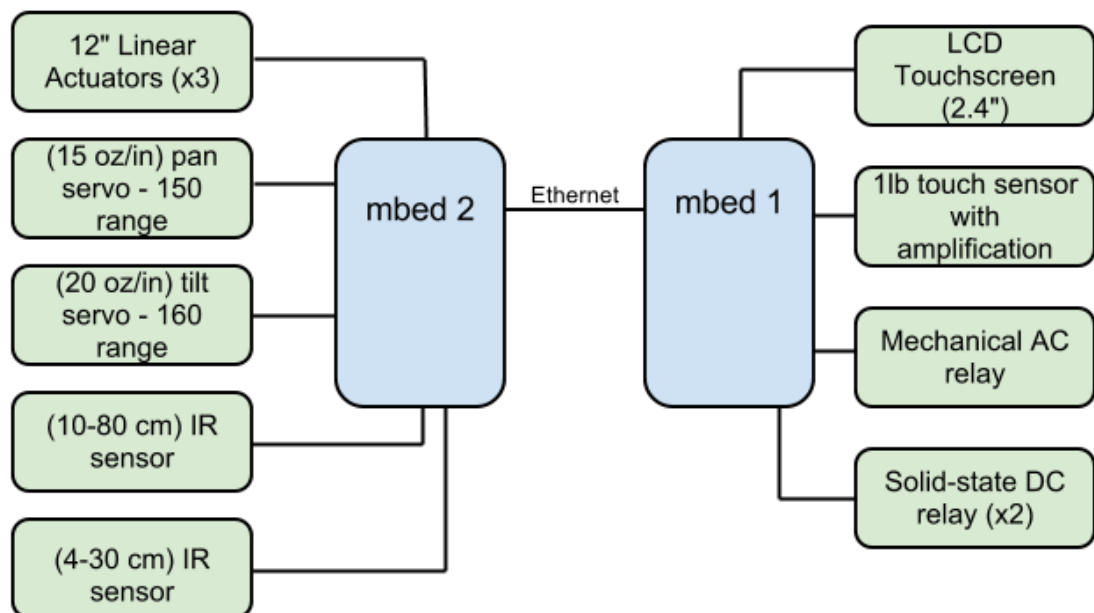 12" Linear
Actuators (x3)
(15 oz/in) pan
servo - 150
range
(20 oz/in) tilt
servo - 160
range
(10-80 cm) IR
sensor
(4-30 cm) IR
sensor
mbed 2
Ethernet
mbed 1
LCD
Touchscreen
(2.4")
1lb touch sensor
with
amplification
Mechanical AC
relay
Solid-state DC
relay (x2)